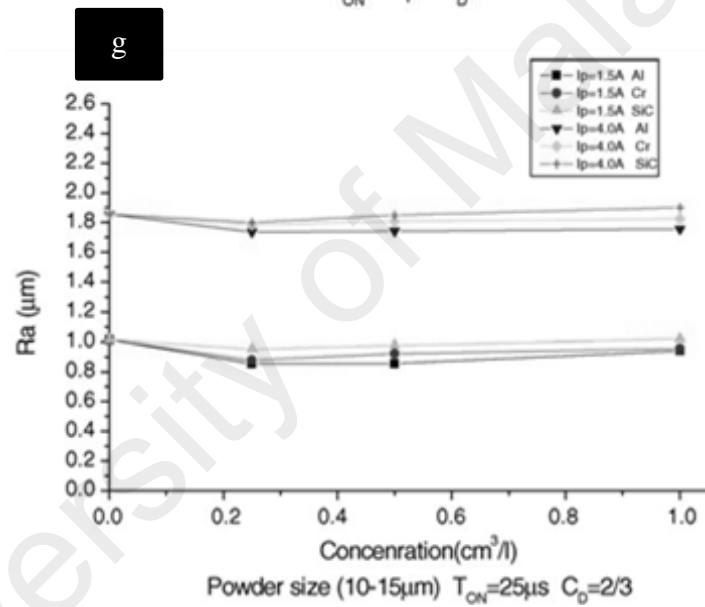 ON D
g
Ip=1.5A Al
Ip=1.5A Cr
Ip=1.5A SiC
Ip=4.0A Al
Ip=4.0A Cr
Ip=4.0A SiC
2.6
2.4
2.2
2.0
1.8
1.6
1.4
1.2
1.0
0.8
0.6
0.4
0.2
0.0
Ra (μm)
0.0 0.2 0.4 0.6 0.8 1.0
Concenration(cm³/l)
Powder size (10-15μm) T_ON=25μs C_D=2/3
ersity of Mala